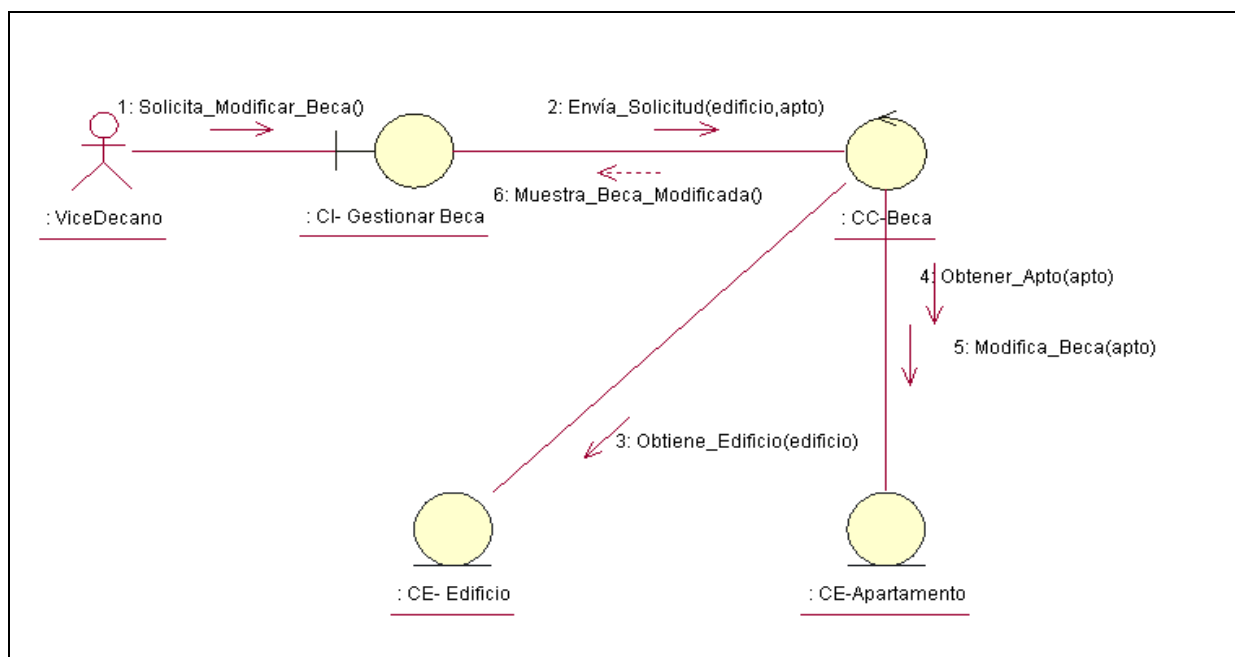 1: Solicita_Modificar_Beca()
2: Envía_Solicitud(edificio,apto)
6: Muestra_Beca_Modificada()
: ViceDecano
: CI- Gestionar Beca
: CC-Beca
4: Obtener_Apto(apto)
5: Modifica_Beca(apto)
3: Obtiene_Edificio(edificio)
: CE- Edificio
: CE-Apartamento